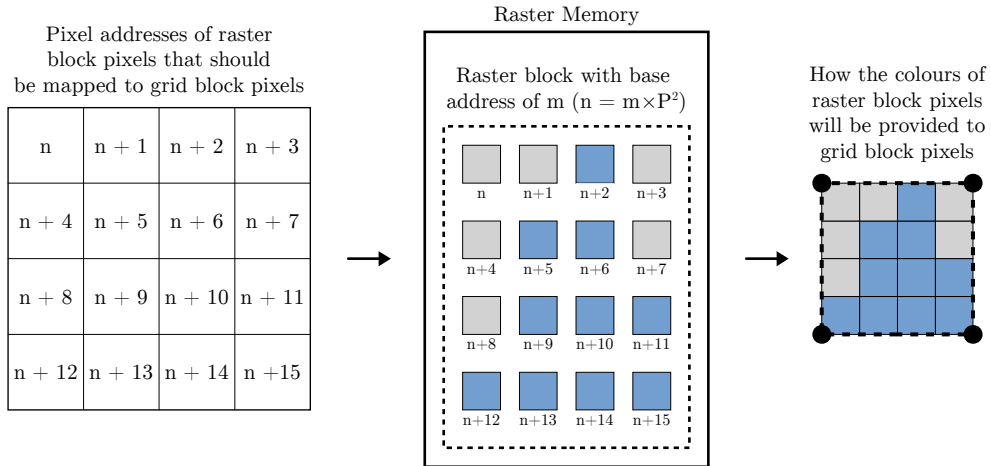 Pixel addresses of raster
block pixels that should
be mapped to grid block pixels
n n + 1 n + 2 n + 3
n + 4 n + 5 n + 6 n + 7
n + 8 n + 9 n + 10 n + 11
n + 12 n + 13 n + 14 n +15
Raster Memory
Raster block with base
address of m (n = m×P²)
n n+1 n+2 n+3
n+4 n+5 n+6 n+7
n+8 n+9 n+10 n+11
n+12 n+13 n+14 n+15
How the colours of
raster block pixels
will be provided to
grid block pixels